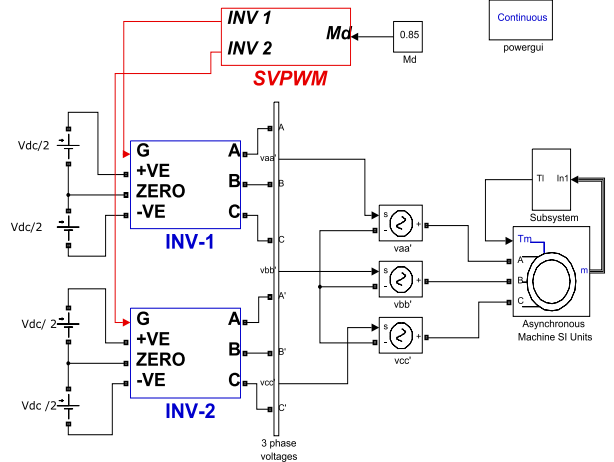 INV 1
INV 2
Md
SVPWM
0.85
Md
Continuous
powergui
Vdc/2
Vdc/2
G
+VE
ZERO
-VE
A
B
C
INV-1
A
vaa'
B
C
vbb'
A'
B'
vcc'
C'
3 phase
voltages
s
-
+
vaa'
s
-
+
vbb'
s
-
+
vcc'
Tl
In1
Subsystem
Tm
A
B
C
m
Asynchronous
Machine SI Units
Vdc/ 2
Vdc /2
G
+VE
ZERO
-VE
A
B
C
INV-2